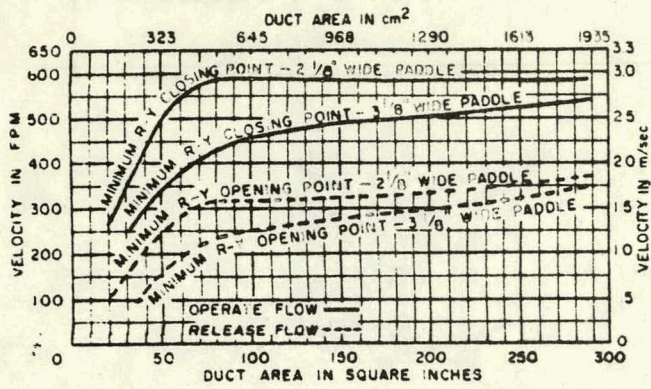 DUCT AREA IN cm2
0 323 645 968 1290 1613 1935
650
600
500
400
300
200
100
0
VELOCITY IN FPM
3.3
3.0
2.5
2
1.5
1.0
5
0
VELOCITY IN m/sec
MINIMUM R-Y CLOSING POINT - 2 1/8" WIDE PADDLE
MINIMUM R-Y CLOSING POINT - 3 1/8" WIDE PADDLE
MINIMUM R-Y OPENING POINT - 2 1/8" WIDE PADDLE
MINIMUM R-Y OPENING POINT - 3 1/8" WIDE PADDLE
OPERATE FLOW
RELEASE FLOW
0 50 100 150 200 250 300
DUCT AREA IN SQUARE INCHES